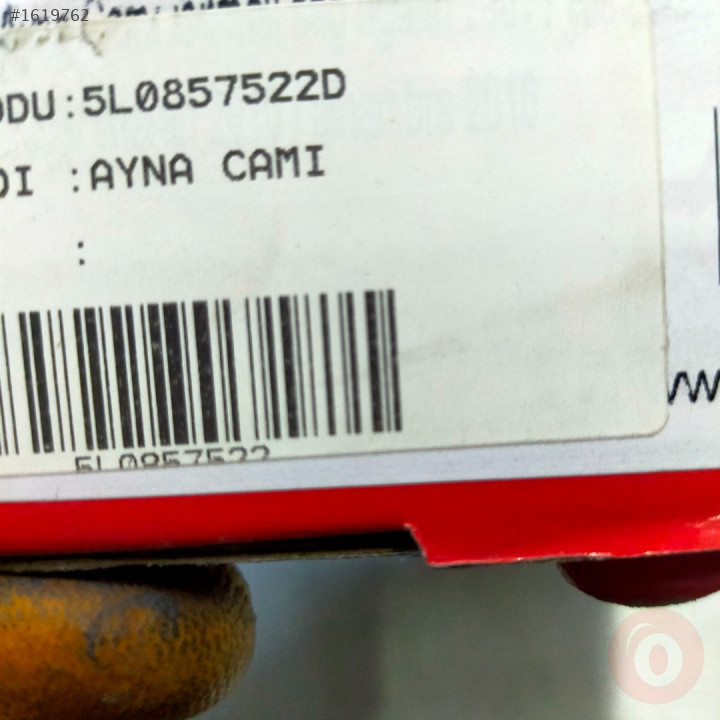 #1619762
ODU:5L0857522D
DI :AYNA CAMI
:
5L0857522